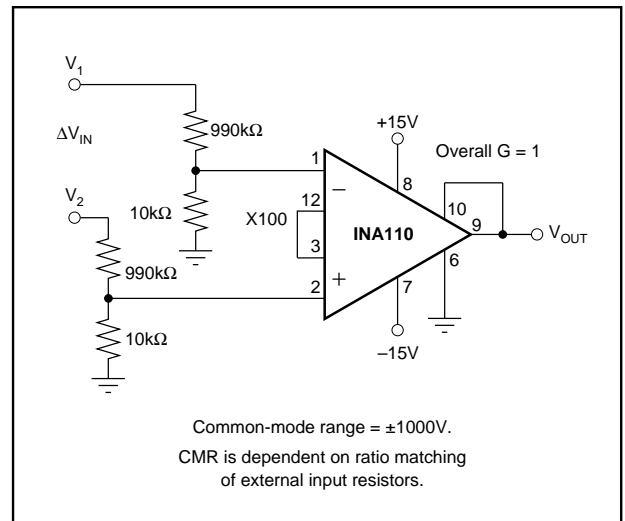 V1
ΔVIN
990kΩ
+15V
Overall G = 1
1
8
V2
12
–
10
10kΩ
X100
INA110
9
VOUT
3
6
990kΩ
+
2
7
10kΩ
–15V
Common-mode range = ±1000V.
CMR is dependent on ratio matching
of external input resistors.